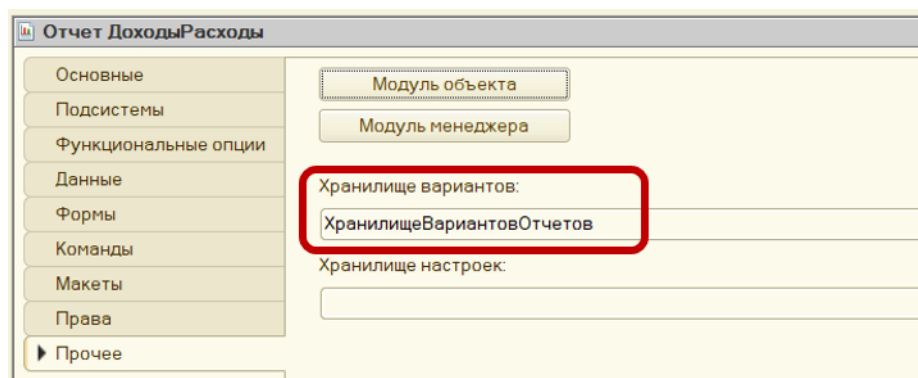 Отчет ДоходыРасходы
Основные
Подсистемы
Функциональные опции
Данные
Формы
Команды
Макеты
Права
Прочее
Модуль объекта
Модуль менеджера
Хранилище вариантов:
ХранилищеВариантовОтчетов
Хранилище настроек: